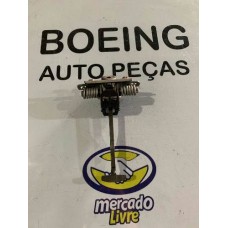 BOEING
AUTO PEÇAS
mercado
Livre